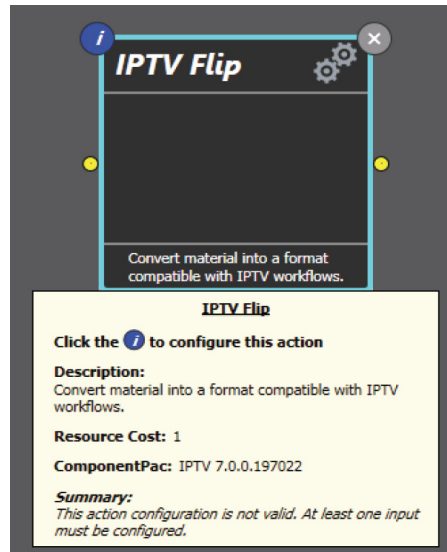 i
IPTV Flip
Convert material into a format
compatible with IPTV workflows.
IPTV Flip
Click the i to configure this action
Description:
Convert material into a format compatible with IPTV
workflows.
Resource Cost: 1
ComponentPac: IPTV 7.0.0.197022
Summary:
This action configuration is not valid. At least one input
must be configured.